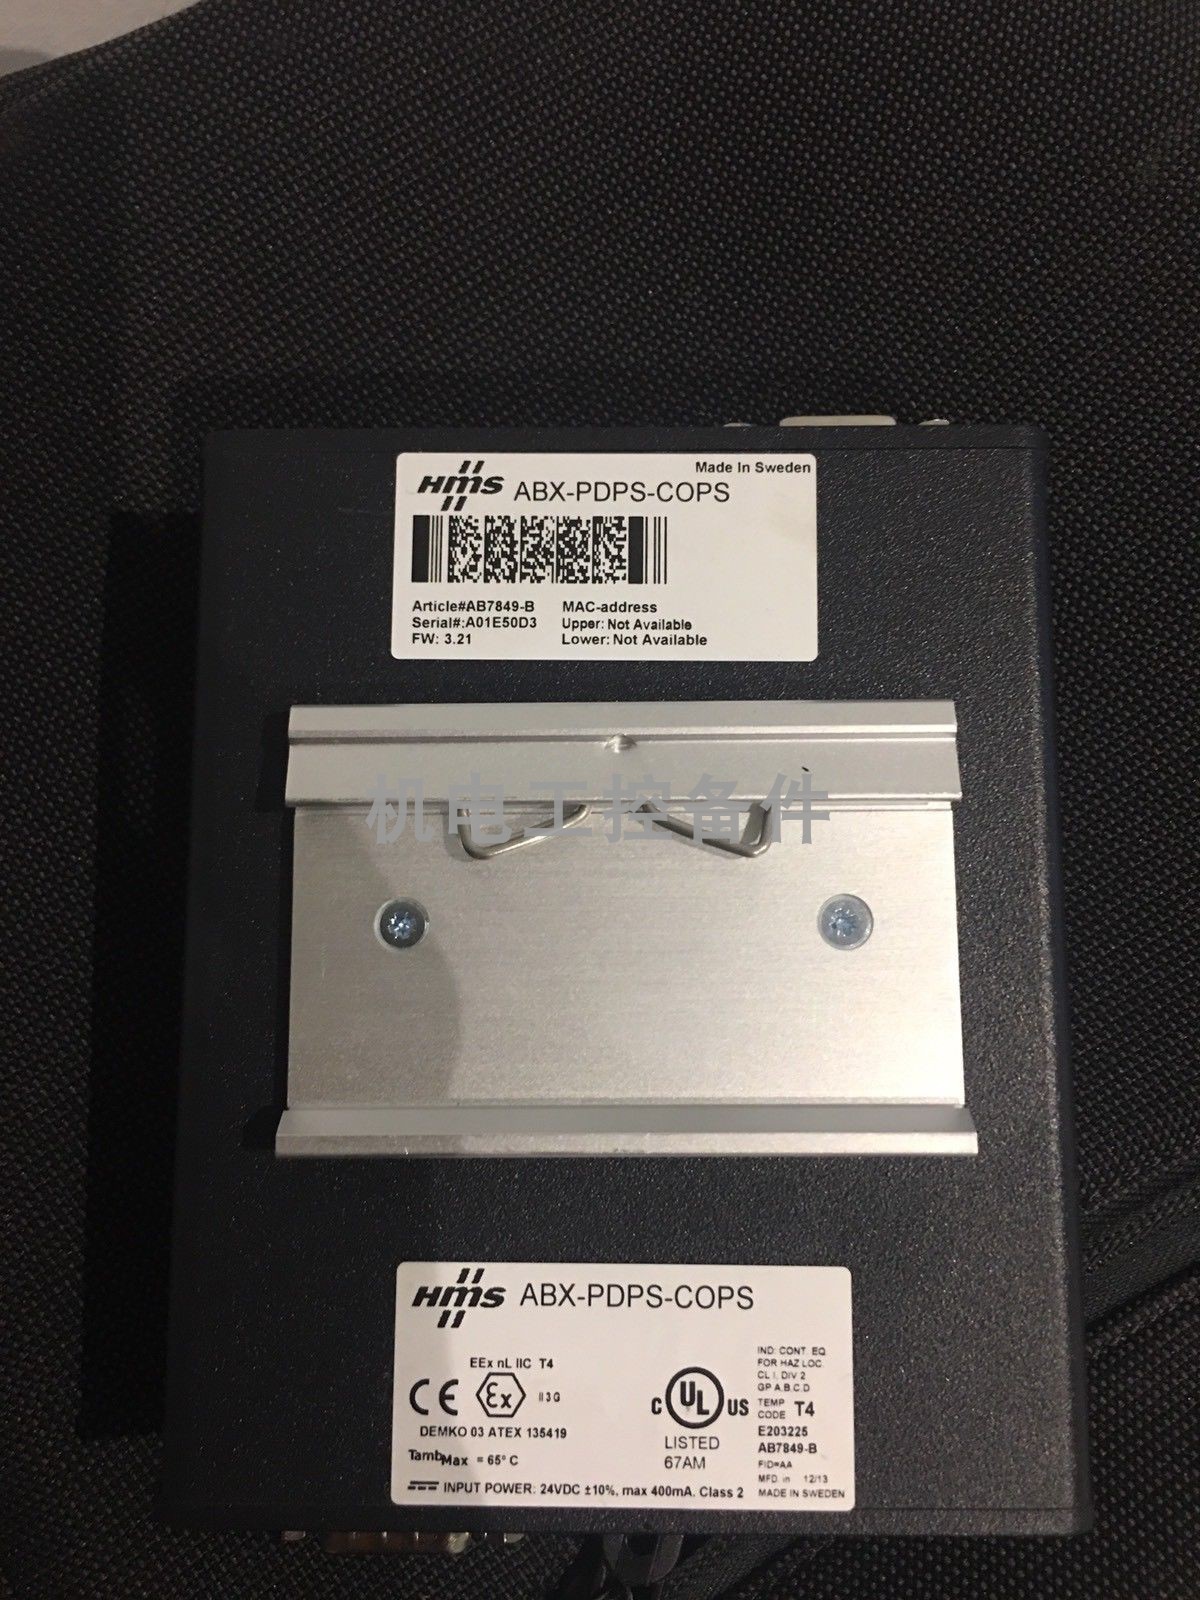 Made In Sweden
HMS ABX-PDPS-COPS
Article#AB7849-B MAC-address
Serial#:A01E50D3 Upper: Not Available
FW: 3.21 Lower: Not Available
机电工控备件
HMS ABX-PDPS-COPS
EEx nL IIC T4
CE Ex II 3 G
DEMKO 03 ATEX 135419
TambMax = 65° C
INPUT POWER: 24VDC ±10%, max 400mA, Class 2
C UL US
LISTED
67AM
IND. CONT. EQ.
FOR HAZ LOC.
CL I, DIV 2
GP A,B,C,D
TEMP
CODE T4
E203225
AB7849-B
FID=AA
MFD. in 12/13
MADE IN SWEDEN